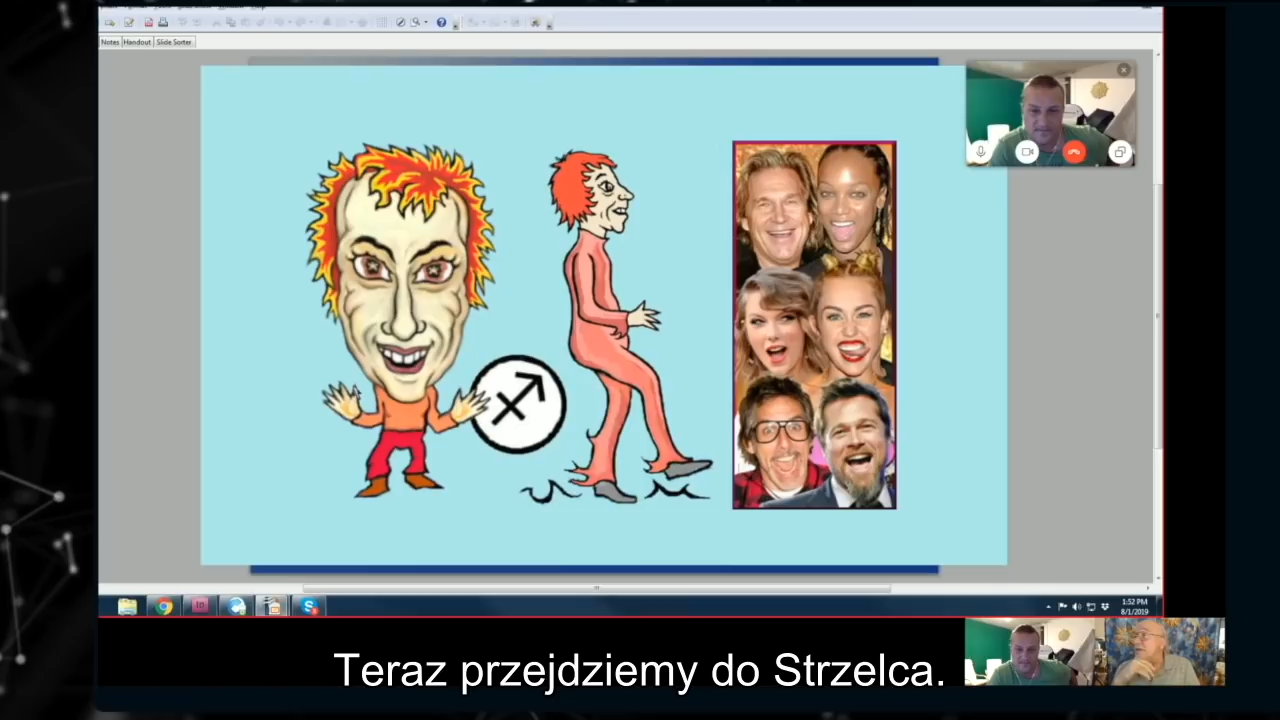 Notes Handout Slide Sorter
1:52 PM
8/1/2019
Teraz przejdziemy do Strzelca.